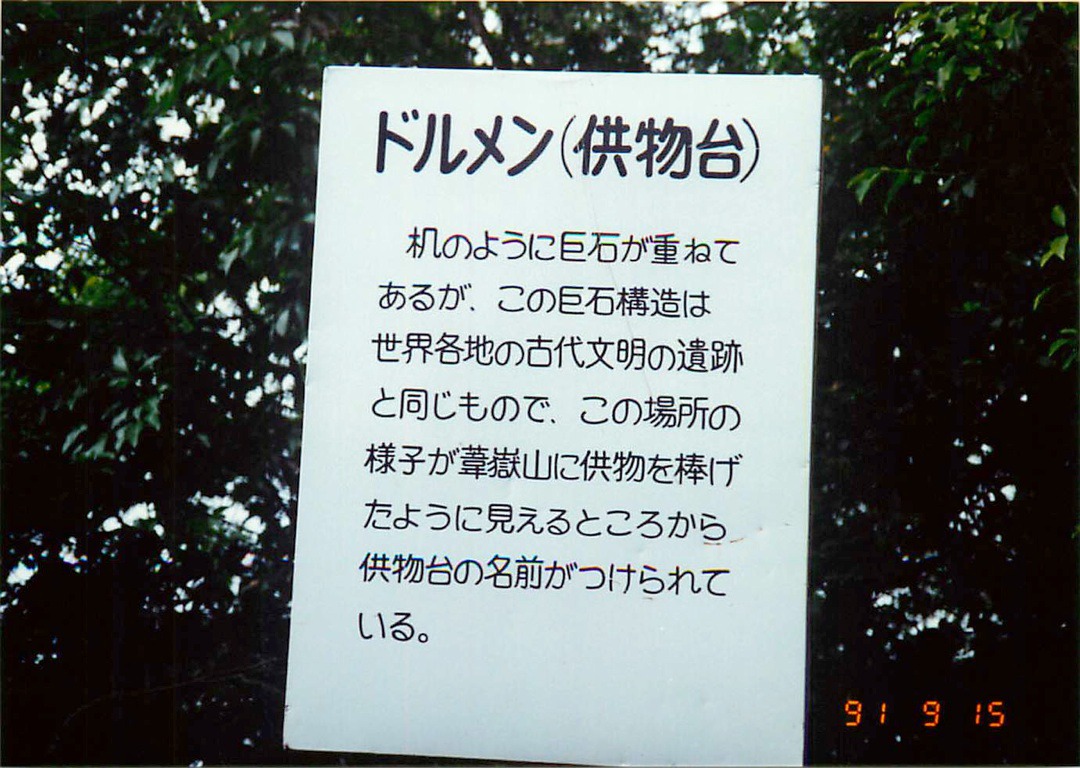 ドルメン(供物台)
机のように巨石が重ねて
あるが、この巨石構造は
世界各地の古代文明の遺跡
と同じもので、この場所の
様子が葦嶽山に供物を棒げ
たように見えるところから
供物台の名前がつけられて
いる。
91 9 15